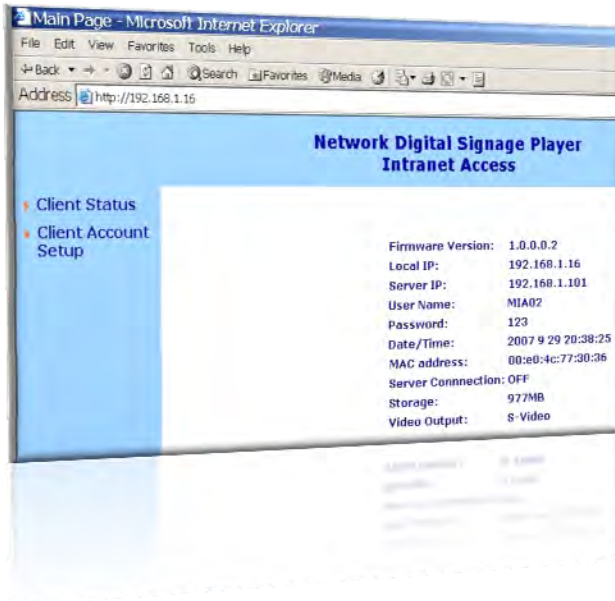 Main Page - Microsoft Internet Explorer
File Edit View Favorites Tools Help
Back Search Favorites Media
Address http://192.168.1.16
Network Digital Signage Player
Intranet Access
Client Status
Client Account
Setup
Firmware Version: 1.0.0.0.2
Local IP: 192.168.1.16
Server IP: 192.168.1.101
User Name: MIA02
Password: 123
Date/Time: 2007 9 29 20:38:25
MAC address: 00:e0:4c:77:30:36
Server Connnection: OFF
Storage: 977MB
Video Output: S-Video